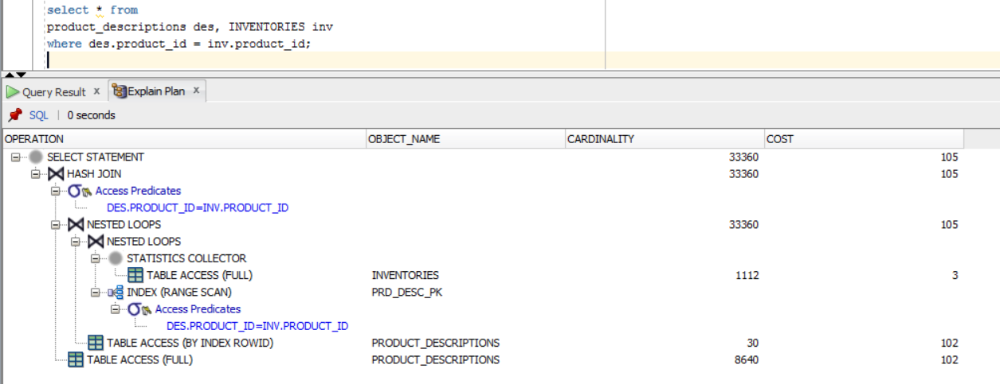 select * from
product_descriptions des, INVENTORIES inv
where des.product_id = inv.product_id;
Query Result x Explain Plan x
SQL | 0 seconds
OPERATION OBJECT_NAME CARDINALITY COST
SELECT STATEMENT 33360 105
HASH JOIN 33360 105
Access Predicates
DES.PRODUCT_ID=INV.PRODUCT_ID
NESTED LOOPS 33360 105
NESTED LOOPS
STATISTICS COLLECTOR
TABLE ACCESS (FULL) INVENTORIES 1112 3
INDEX (RANGE SCAN) PRD_DESC_PK
Access Predicates
DES.PRODUCT_ID=INV.PRODUCT_ID
TABLE ACCESS (BY INDEX ROWID) PRODUCT_DESCRIPTIONS 30 102
TABLE ACCESS (FULL) PRODUCT_DESCRIPTIONS 8640 102